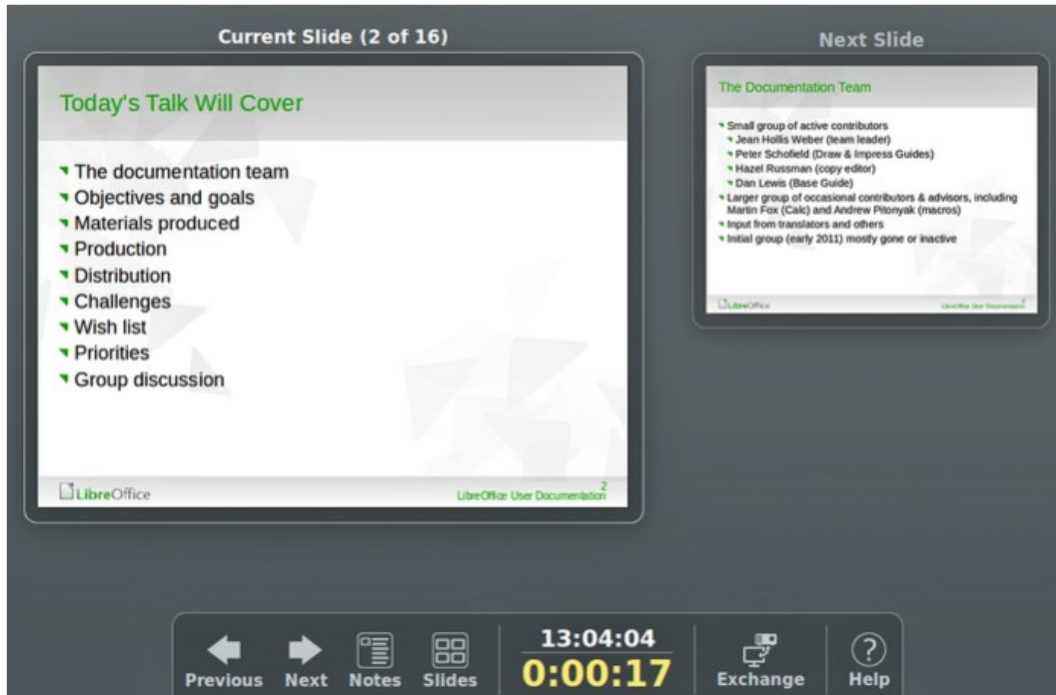 Current Slide (2 of 16)
Today's Talk Will Cover
The documentation team
Objectives and goals
Materials produced
Production
Distribution
Challenges
Wish list
Priorities
Group discussion
LibreOffice
LibreOffice User Documentation
2
Next Slide
The Documentation Team
Small group of active contributors
Jean Hollis Weber (team leader)
Peter Schofield (Draw & Impress Guides)
Hazel Russman (copy editor)
Dan Lewis (Base Guide)
Larger group of occasional contributors & advisors, including
Martin Fox (Calc) and Andrew Pitonyak (macros)
Input from translators and others
Initial group (early 2011) mostly gone or inactive
LibreOffice
LibreOffice User Documentation
Previous
Next
Notes
Slides
13:04:04
0:00:17
Exchange
Help